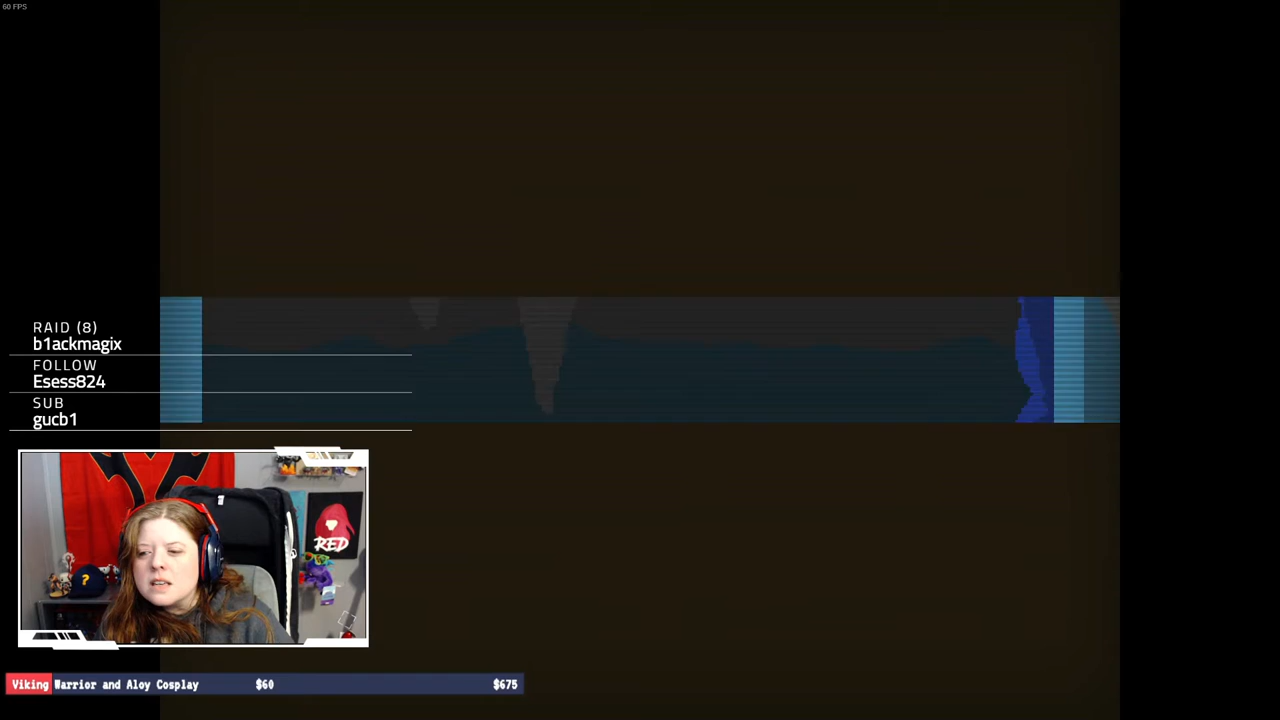 60 FPS
RAID (8)
b1ackmagix
FOLLOW
Esess824
SUB
gucb1
?
RED
Viking Warrior and Aloy Cosplay $60 $675